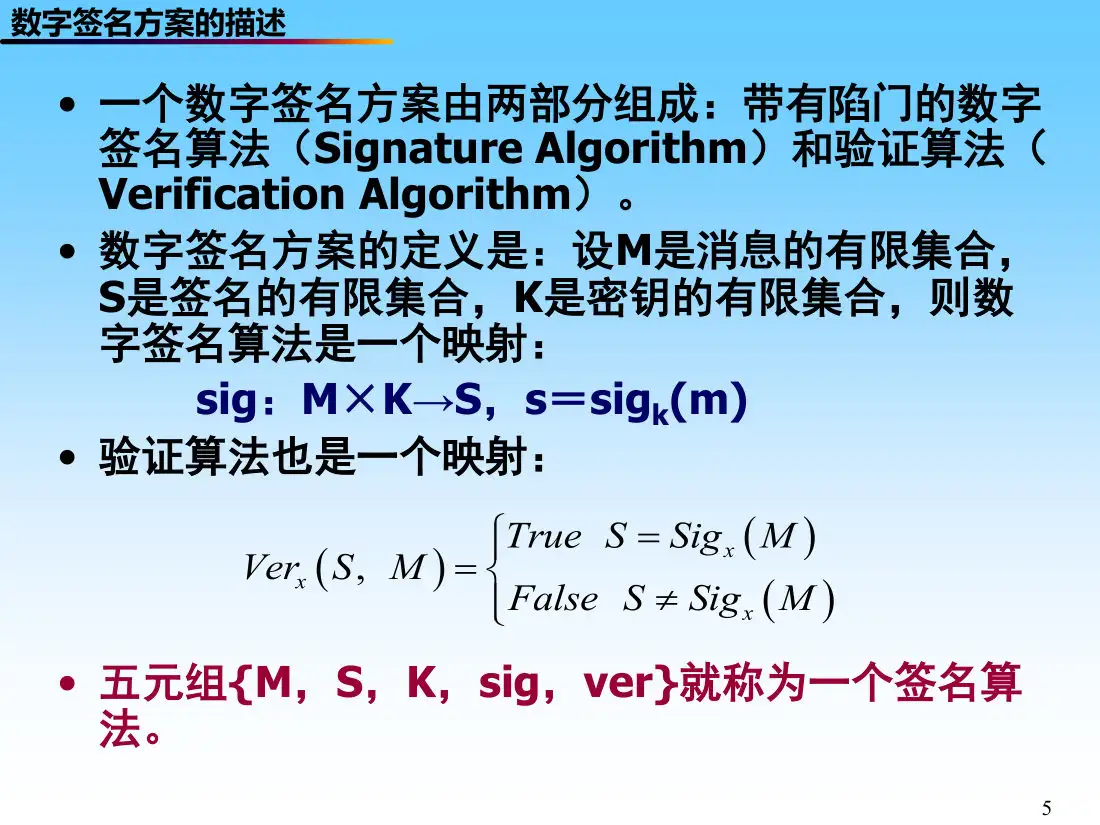 数字签名方案的描述
• 一个数字签名方案由两部分组成：带有陷门的数字
签名算法（Signature Algorithm）和验证算法（
Verification Algorithm）。
• 数字签名方案的定义是：设M是消息的有限集合，
S是签名的有限集合，K是密钥的有限集合，则数
字签名算法是一个映射：
sig：M×K→S，s＝sigk(m)
• 验证算法也是一个映射：
True S = Sigx(M)
Verx(S, M) = {
False S ≠ Sigx(M)
• 五元组{M，S，K，sig，ver}就称为一个签名算
法。
5